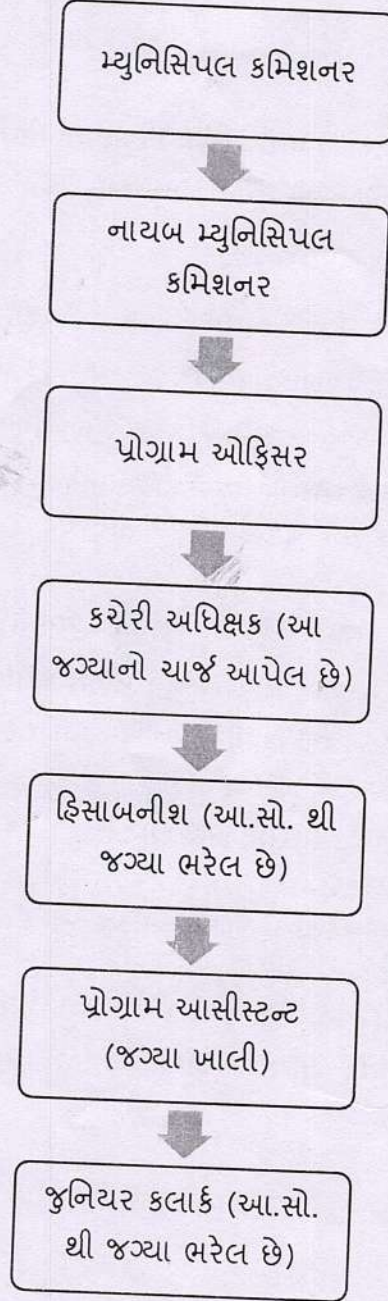 મ્યુનિસિપલ કમિશનર
નાયબ મ્યુનિસિપલ
કમિશનર
પ્રોગ્રામ ઓફિસર
કચેરી અધિક્ષક (આ
જગ્યાનો ચાર્જ આપેલ છે)
હિસાબનીશ (આ.સો. થી
જગ્યા ભરેલ છે)
પ્રોગ્રામ આસીસ્ટન્ટ
(જગ્યા ખાલી)
જુનિયર કલાર્ક (આ.સો.
થી જગ્યા ભરેલ છે)